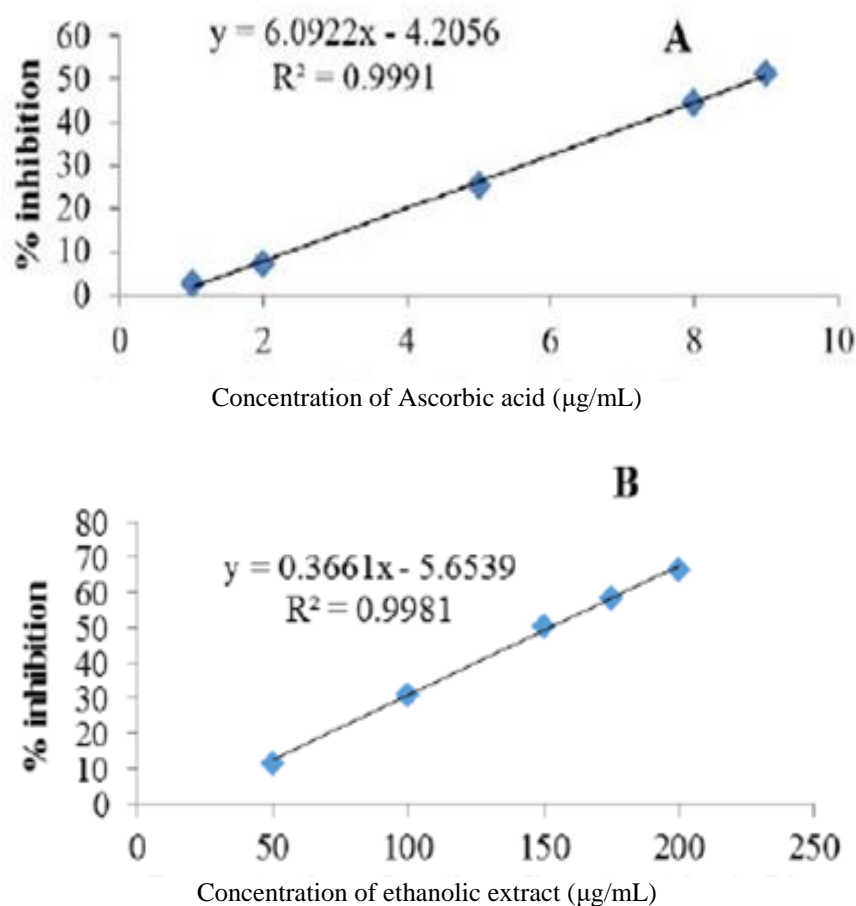 y = 6.0922x - 4.2056
R² = 0.9991
A
% inhibition
60
50
40
30
20
10
0
0 2 4 6 8 10
Concentration of Ascorbic acid (µg/mL)
B
y = 0.3661x - 5.6539
R² = 0.9981
% inhibition
80
70
60
50
40
30
20
10
0
0 50 100 150 200 250
Concentration of ethanolic extract (µg/mL)